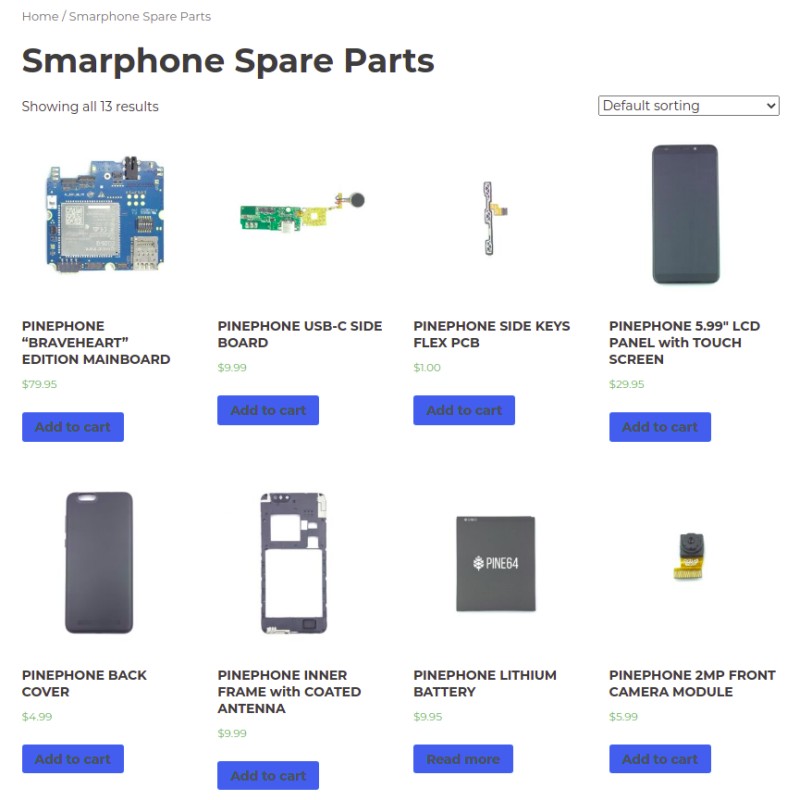 Home / Smarphone Spare Parts
Smarphone Spare Parts
Showing all 13 results
Default sorting
PINEPHONE
“BRAVEHEART”
EDITION MAINBOARD
$79.95
Add to cart
PINEPHONE USB-C SIDE
BOARD
$9.99
Add to cart
PINEPHONE SIDE KEYS
FLEX PCB
$1.00
Add to cart
PINEPHONE 5.99" LCD
PANEL with TOUCH
SCREEN
$29.95
Add to cart
PINEPHONE BACK
COVER
$4.99
Add to cart
PINEPHONE INNER
FRAME with COATED
ANTENNA
$9.99
Add to cart
PINE64
PINEPHONE LITHIUM
BATTERY
$9.95
Read more
PINEPHONE 2MP FRONT
CAMERA MODULE
$5.99
Add to cart